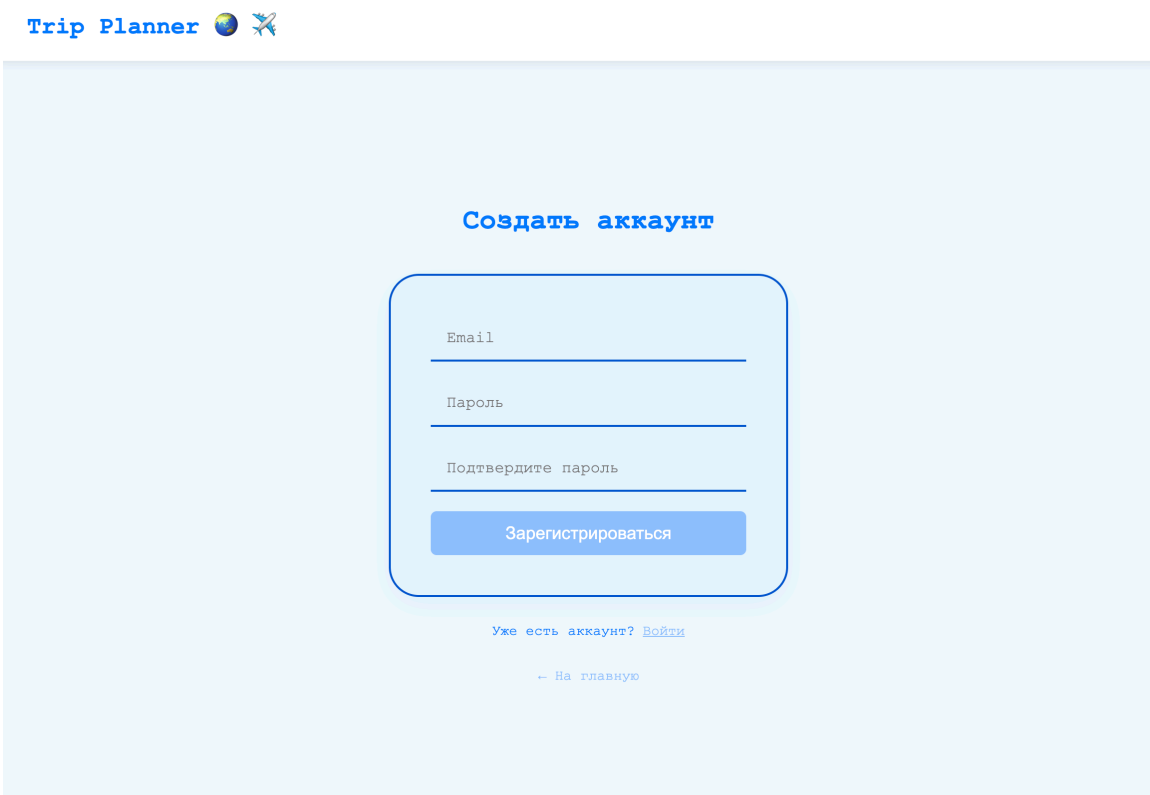 Trip Planner 🌏 ✈️
Создать аккаунт
Email
Пароль
Подтвердите пароль
Зарегистрироваться
Уже есть аккаунт? Войти
← На главную